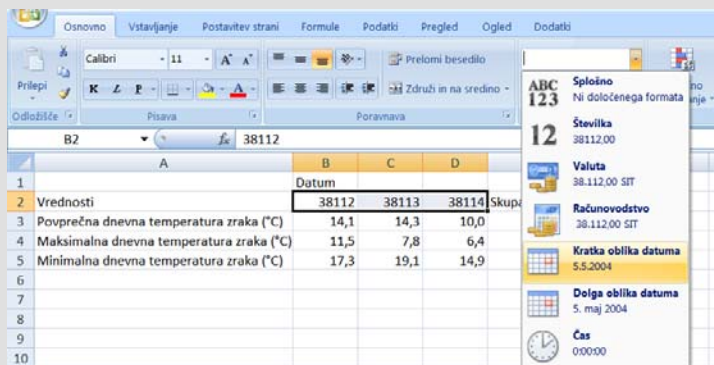 Osnovno Vstavljanje Postavitev strani Formule Podatki Pregled Ogled Dodatki
Prilepi
Odložišče
Calibri 11 A A
K L P A
Pisava
Prelomi besedilo
Združi in na sredino
Poravnava
B2 fx 38112
A B C D
1 Datum
2 Vrednosti 38112 38113 38114
3 Povprečna dnevna temperatura zraka (°C) 14,1 14,3 10,0
4 Maksimalna dnevna temperatura zraka (°C) 11,5 7,8 6,4
5 Minimalna dnevna temperatura zraka (°C) 17,3 19,1 14,9
6
7
8
9
10
ABC
123
Splošno
Ni določenega formata
12
Številka
38112,00
Valuta
38.112,00 SIT
Računovodstvo
38.112,00 SIT
Kratka oblika datuma
5.5.2004
Dolga oblika datuma
5. maj 2004
Čas
0:00:00